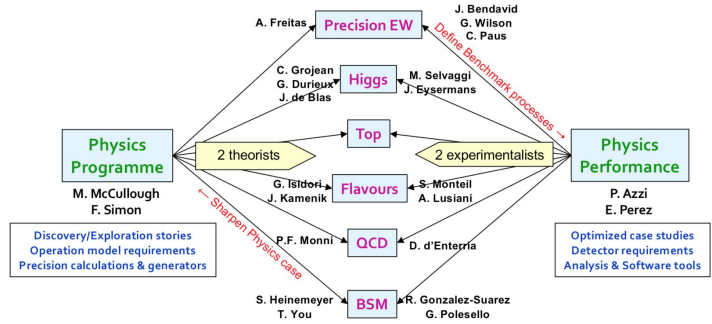 J. Bendavid
A. Freitas
Precision EW
G. Wilson
C. Paus
Define Benchmark processes →
C. Grojean
G. Durieux
J. de Blas
Higgs
M. Selvaggi
J. Eysermans
Physics
Programme
2 theorists
Top
2 experimentalists
Physics
Performance
M. McCullough
F. Simon
G. Isidori
J. Kamenik
Flavours
S. Monteil
A. Lusiani
P. Azzi
E. Perez
← Sharpen Physics case
Discovery/Exploration stories
Operation model requirements
Precision calculations & generators
P.F. Monni
QCD
D. d'Enterria
Optimized case studies
Detector requirements
Analysis & Software tools
S. Heinemeyer
T. You
BSM
R. Gonzalez-Suarez
G. Polesello